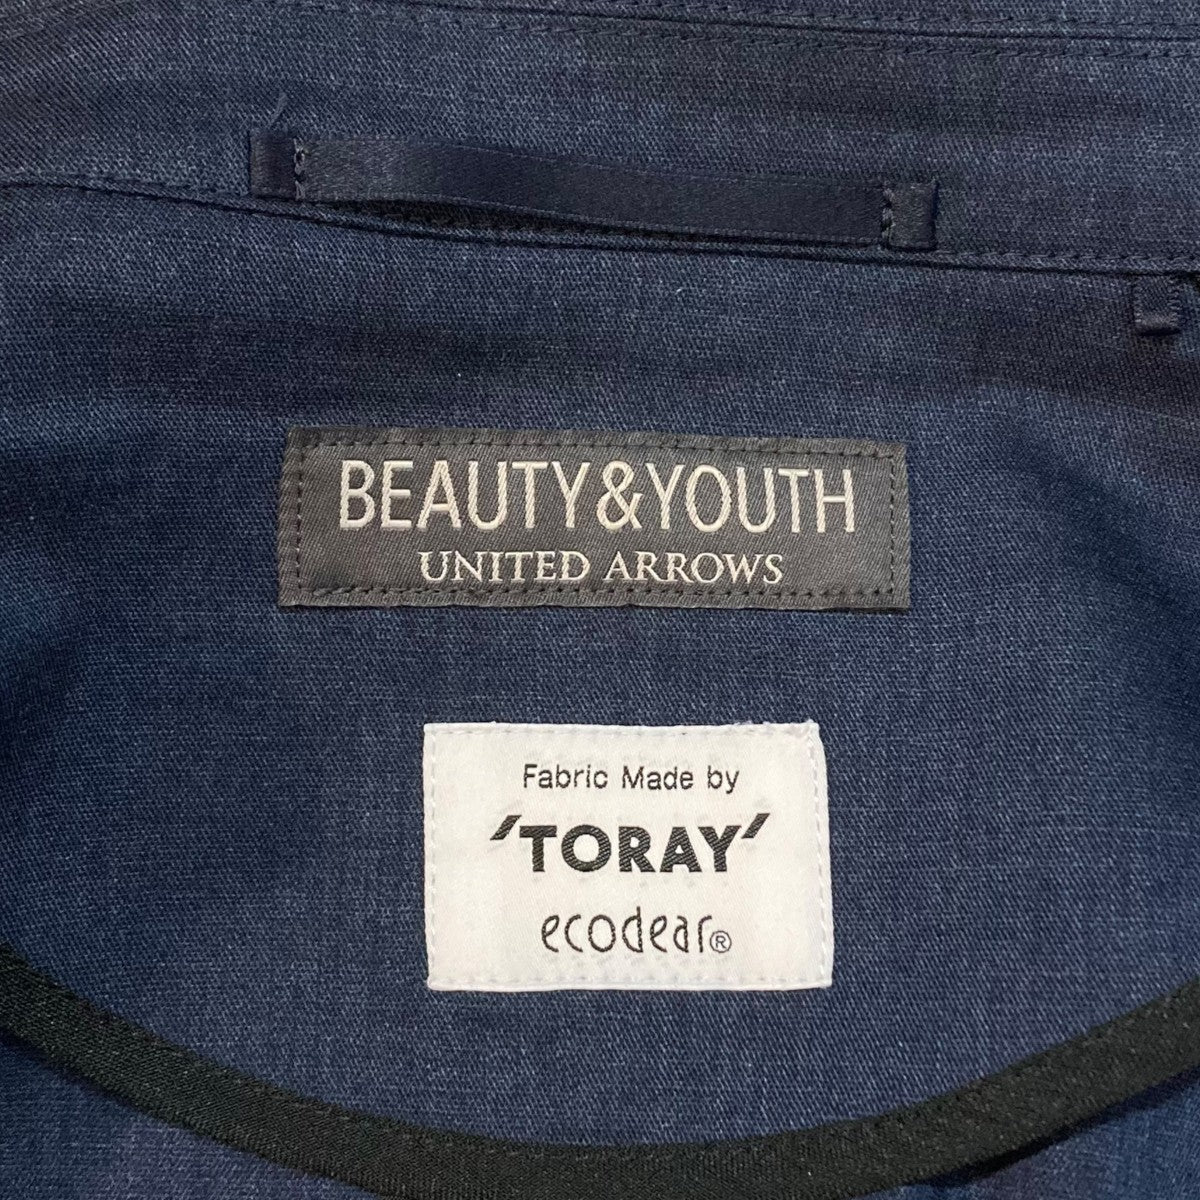 BEAUTY&YOUTH
UNITED ARROWS
Fabric Made by
'TORAY'
ecodear®